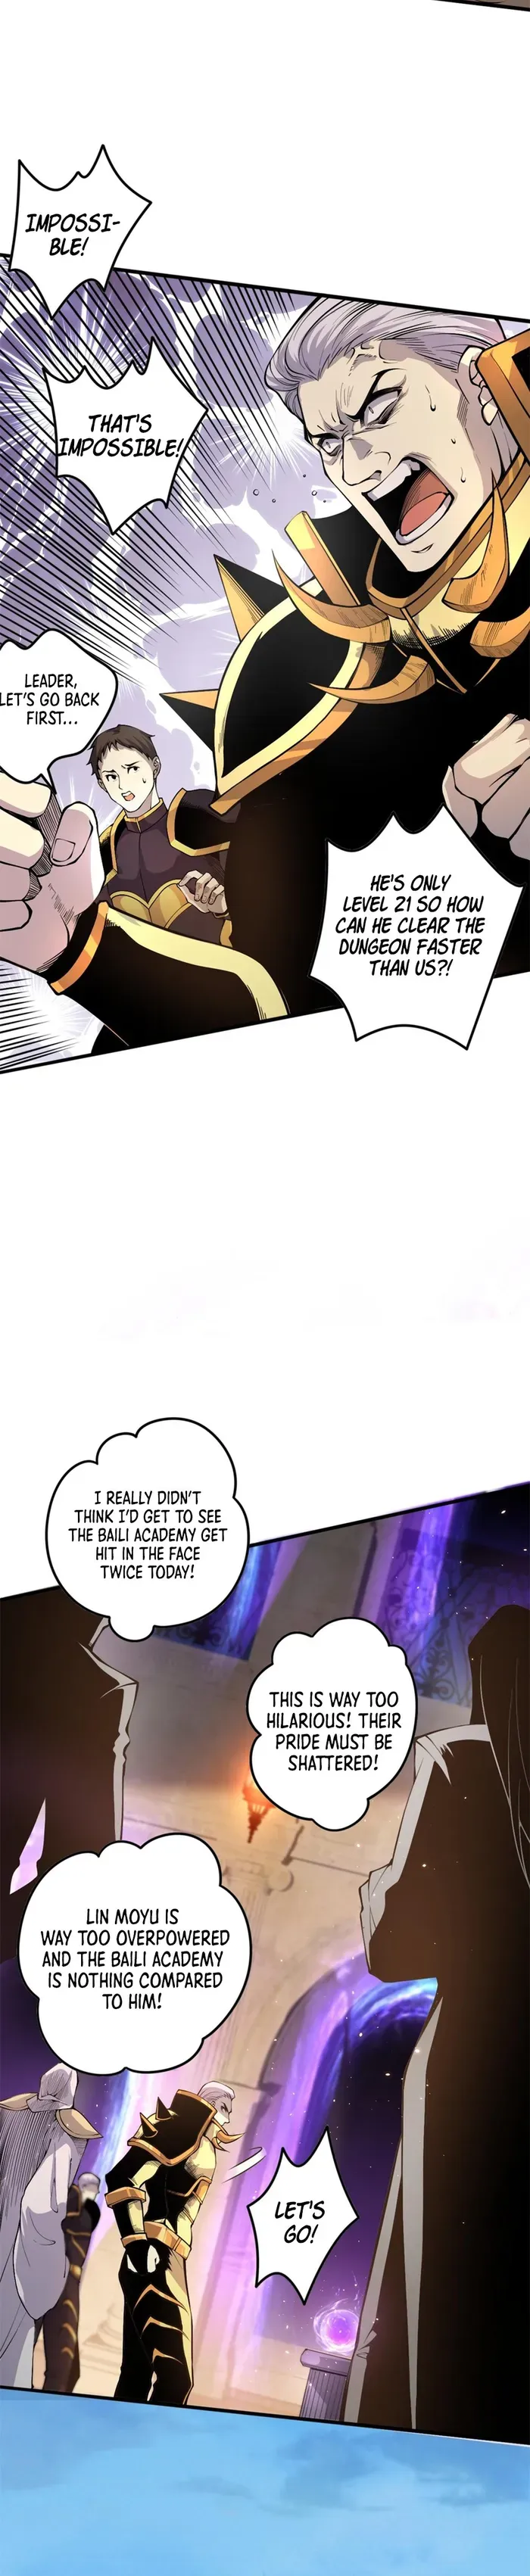 IMPOSSI-
BLE!
THAT'S
IMPOSSIBLE!
LEADER,
LET'S GO BACK
FIRST...
HE'S ONLY
LEVEL 21 SO HOW
CAN HE CLEAR THE
DUNGEON FASTER
THAN US?!
I REALLY DIDN'T
THINK I'D GET TO SEE
THE BAILI ACADEMY GET
HIT IN THE FACE
TWICE TODAY!
THIS IS WAY TOO
HILARIOUS! THEIR
PRIDE MUST BE
SHATTERED!
LIN MOYU IS
WAY TOO OVERPOWERED
AND THE BAILI ACADEMY
IS NOTHING COMPARED
TO HIM!
LET'S
GO!